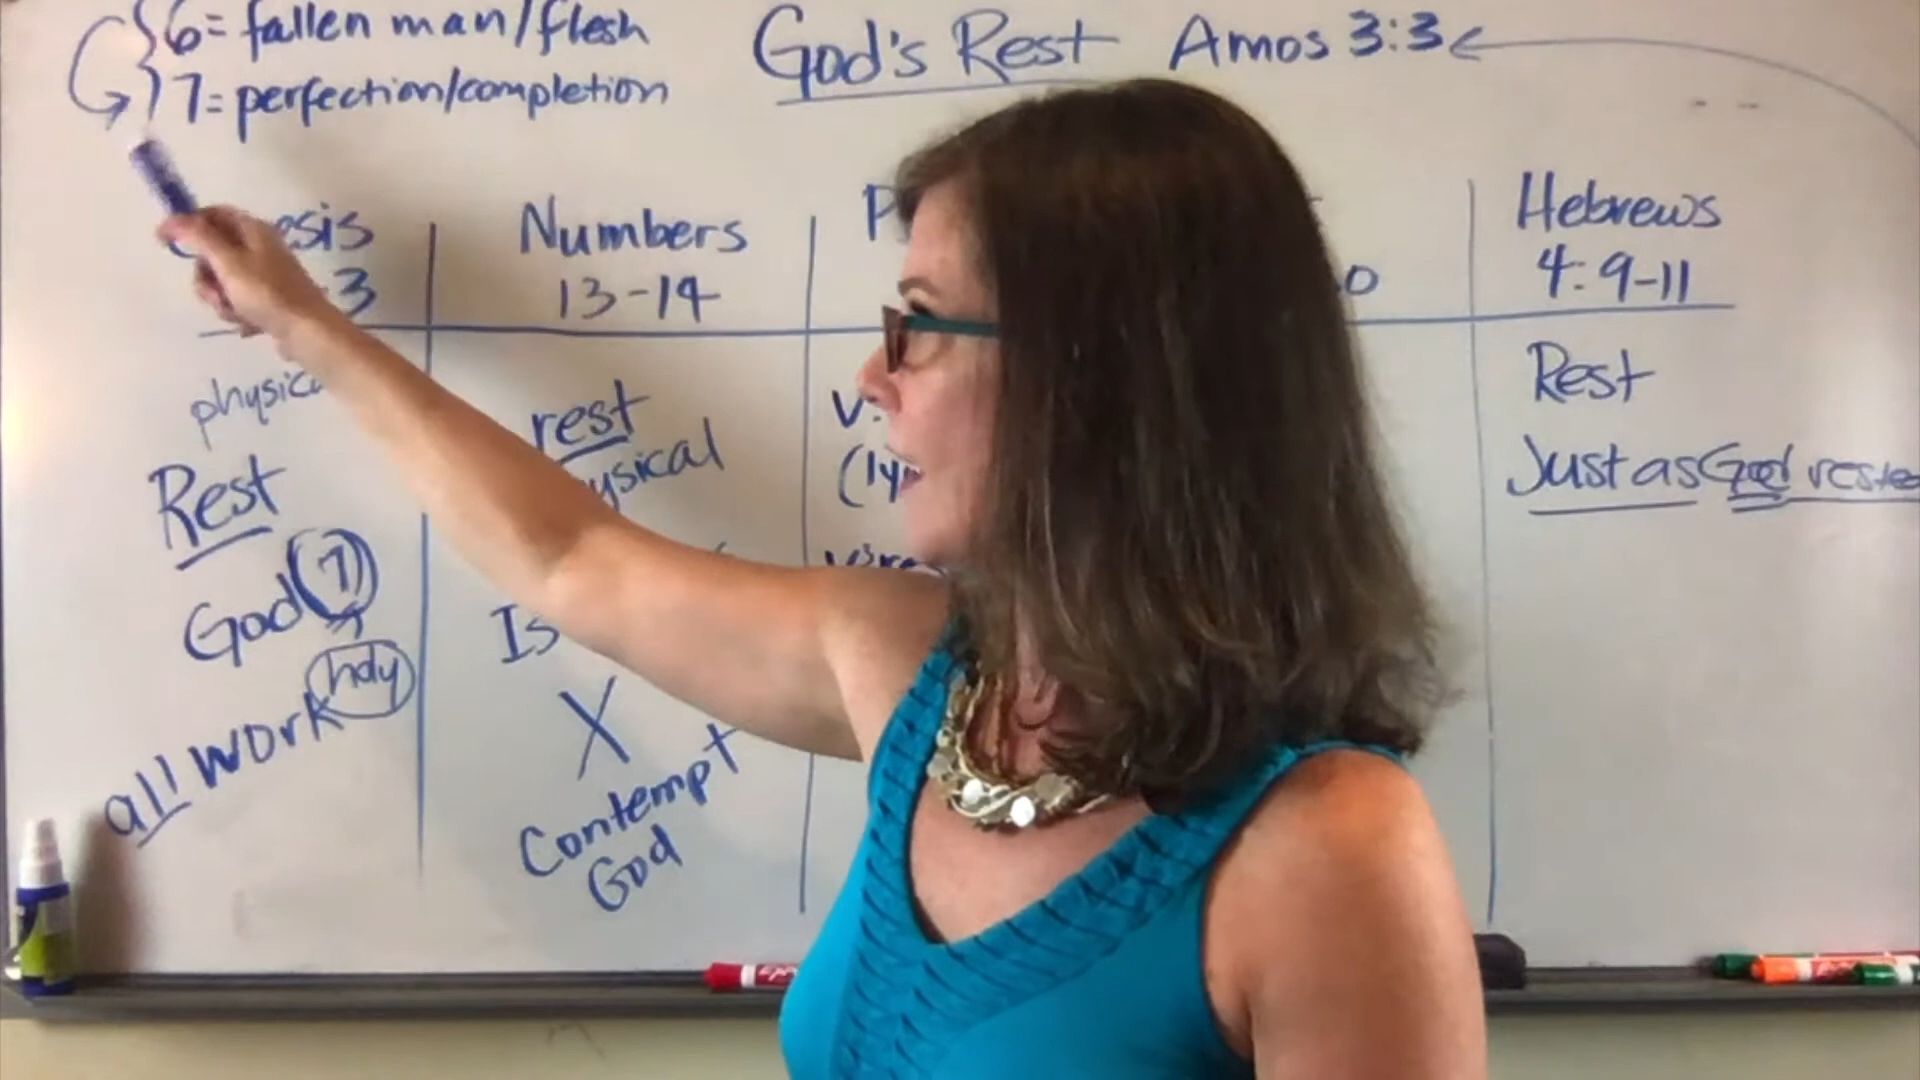 6= fallen man/flesh
7= perfection/completion
God's Rest Amos 3:3
Numbers
13-14
Hebrews
4:9-11
Rest
Just as God rested
rest
Rest
God 7
holy
all work
X
Contempt
God